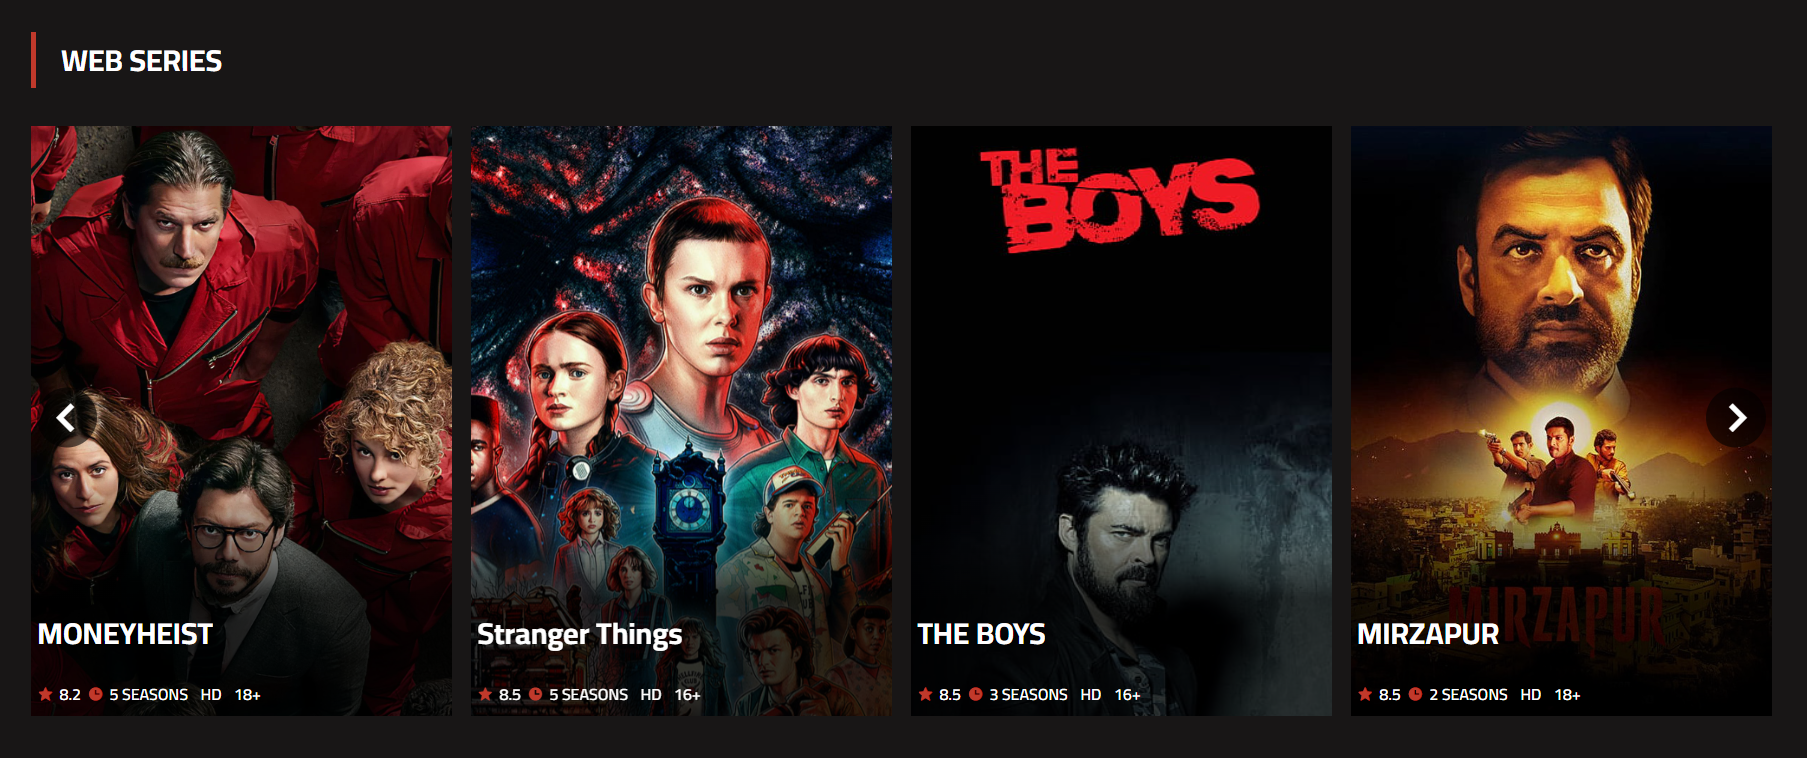 WEB SERIES
MONEYHEIST
8.2 5 SEASONS HD 18+
Stranger Things
8.5 5 SEASONS HD 16+
THE
BOYS
THE BOYS
8.5 3 SEASONS HD 16+
MIRZAPUR
MIRZAPUR
8.5 2 SEASONS HD 18+